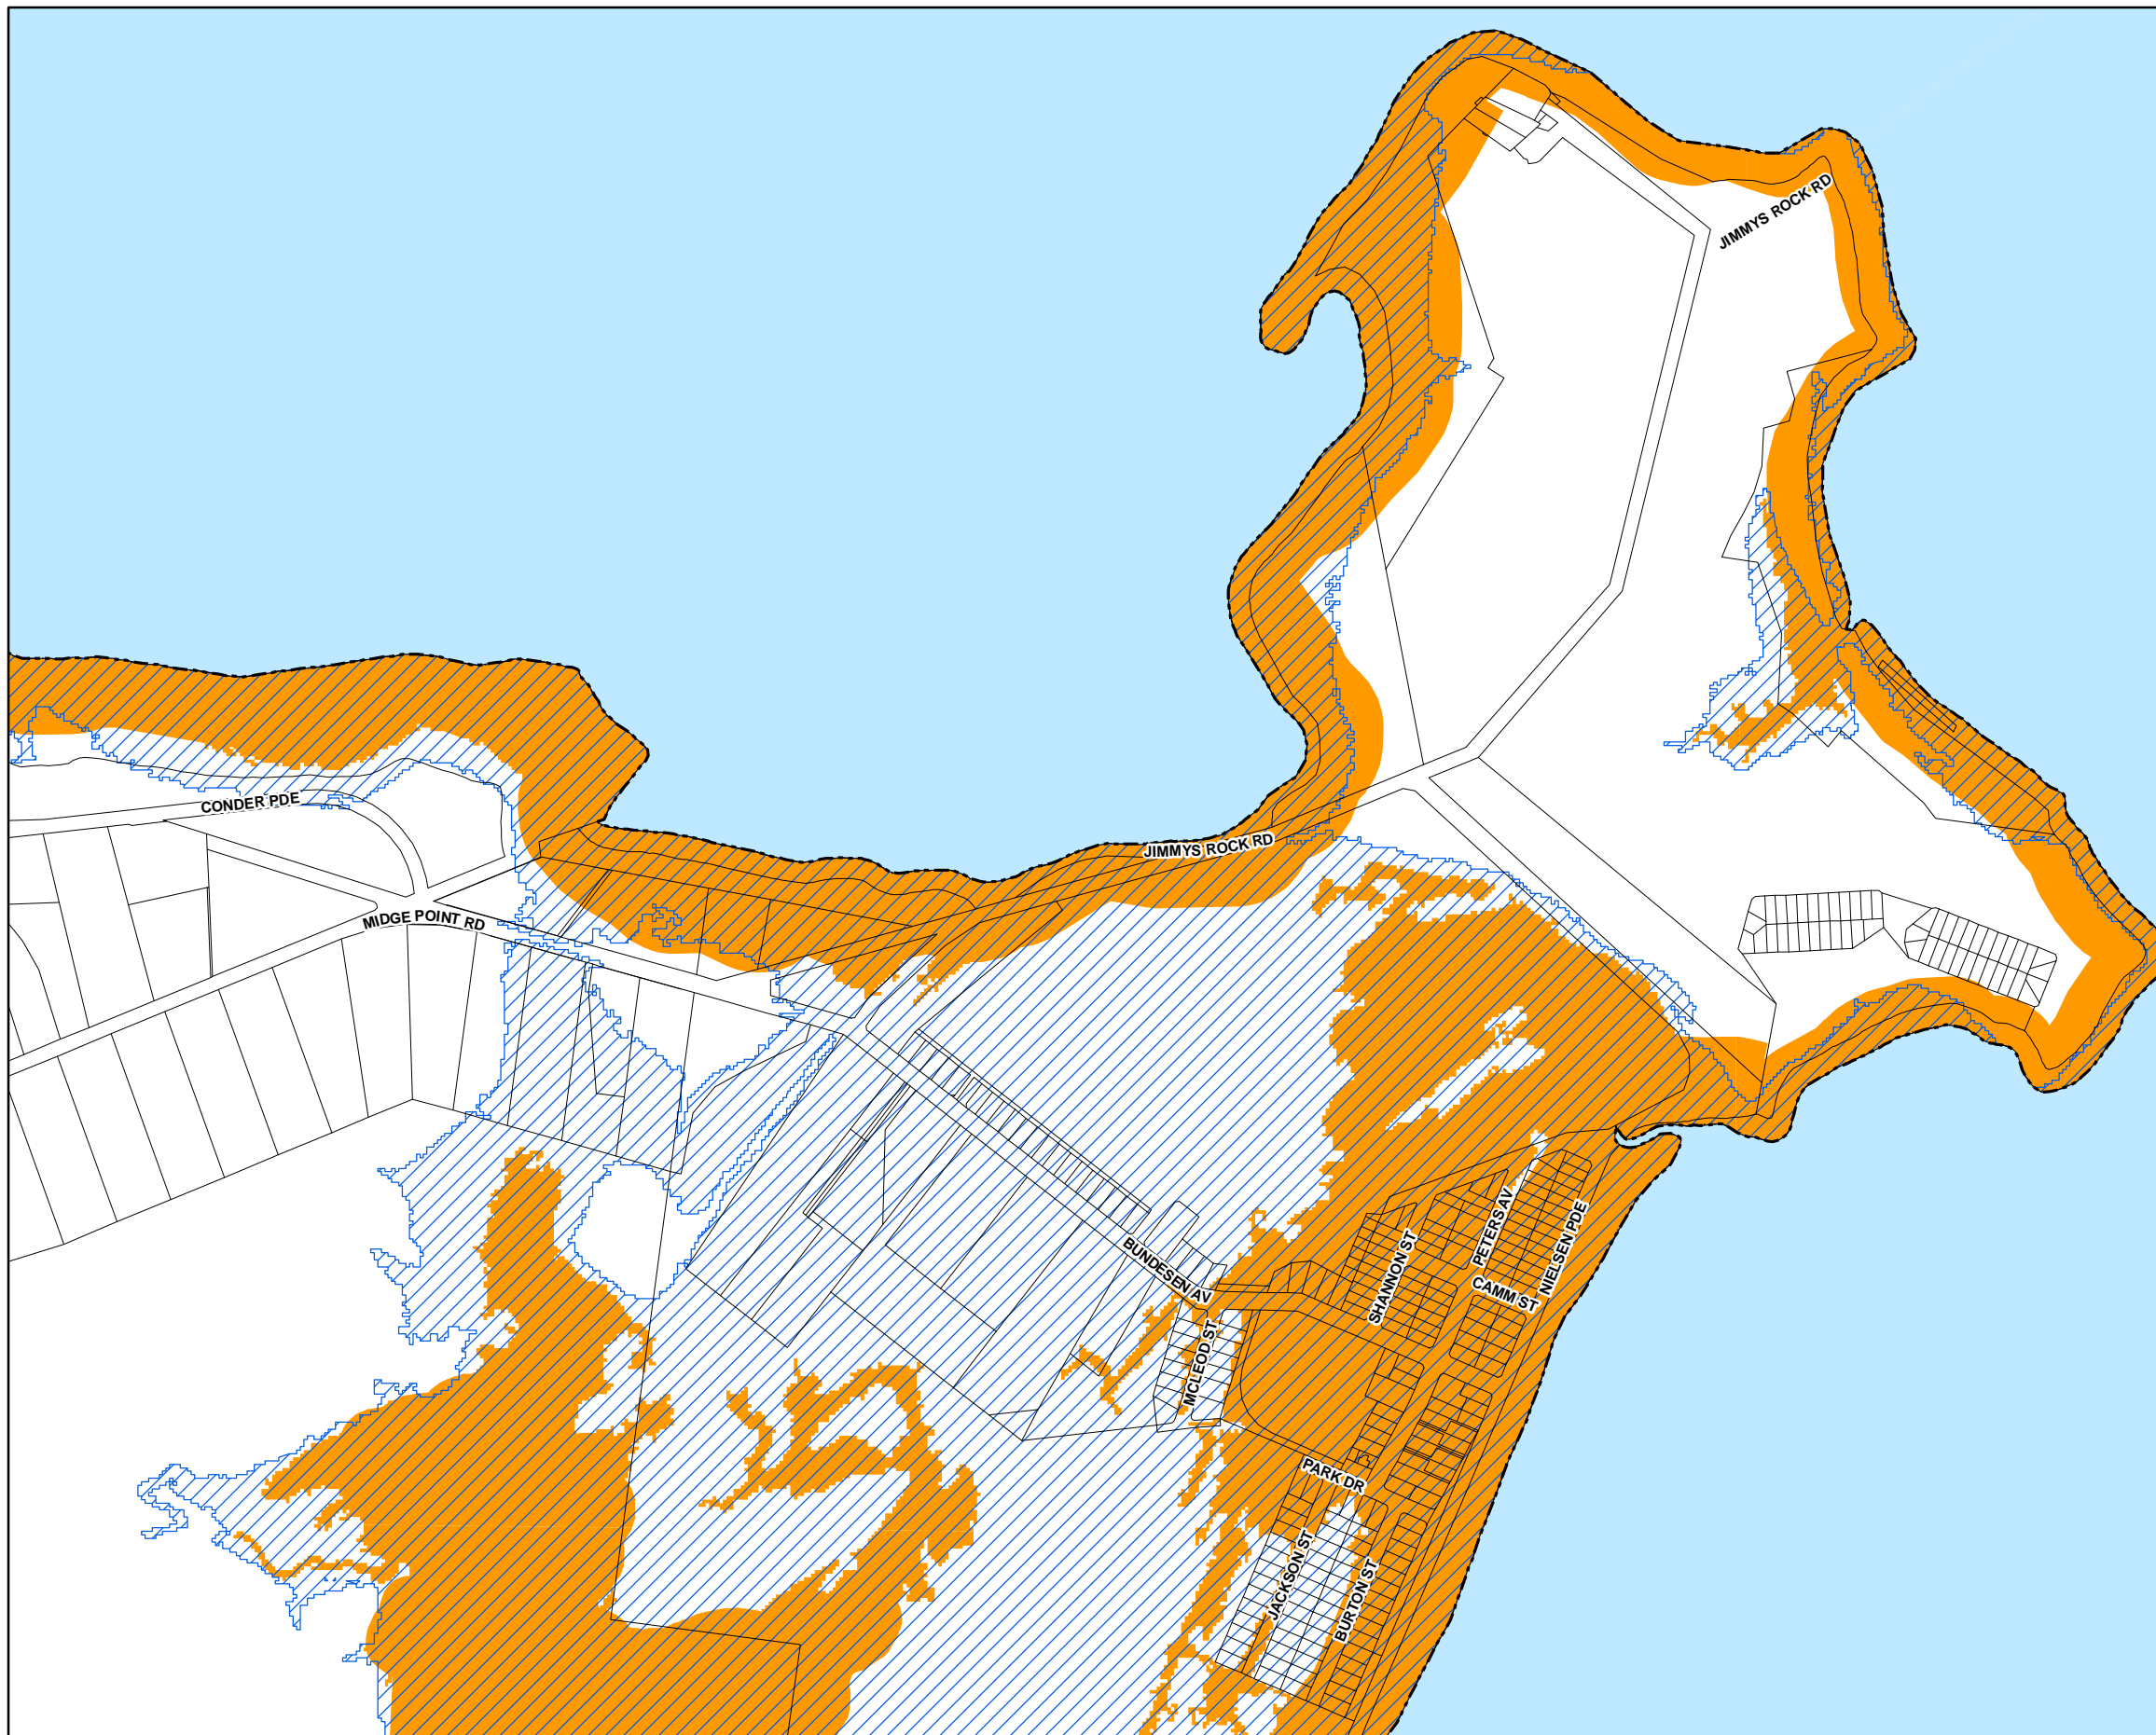 JIMMYS ROCK RD
CONDER PDE
JIMMYS ROCK RD
MIDGE POINT RD
PETERS AV
NIELSEN PDE
SHANNON ST
BUNDESEN AV
CAMM ST
MCLEOD ST
PARK DR
JACKSON ST
BURTON ST